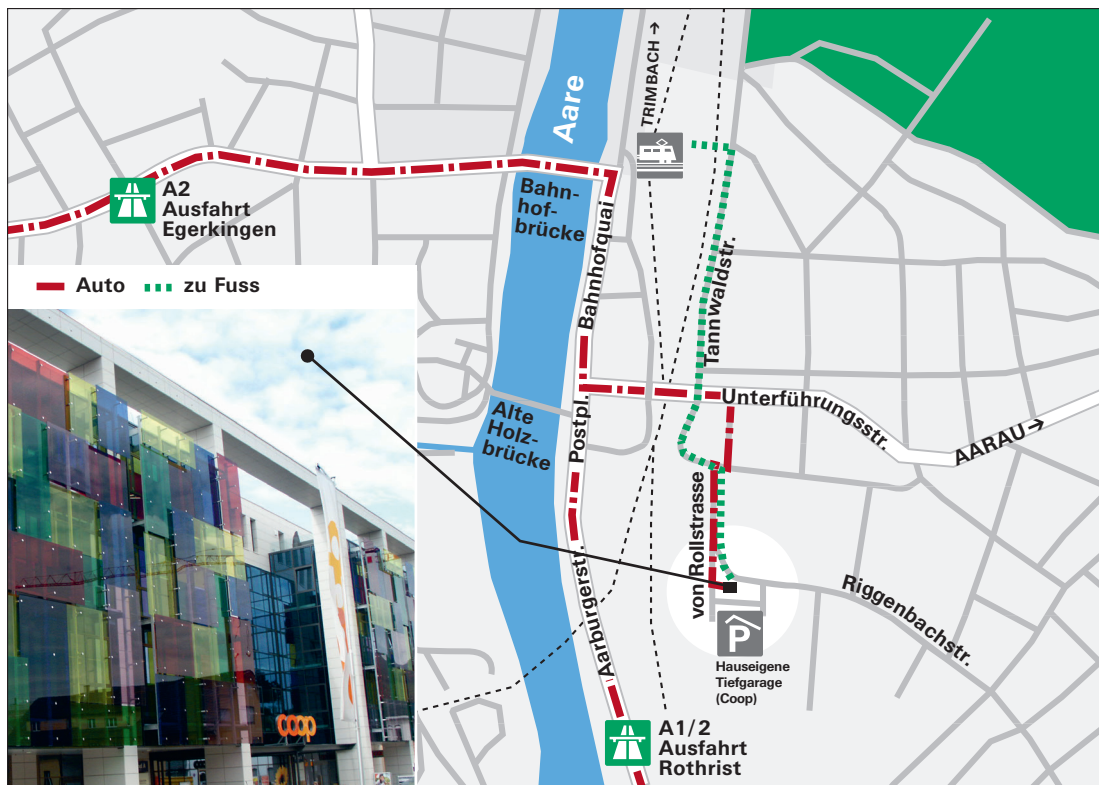 TRIMBACH →
Aare
A2
Ausfahrt
Egerkingen
Bahn-
hof-
brücke
Bahnhofquai
Auto
zu Fuss
Tannwaldstr.
Unterführungsstr.
AARAU →
Alte
Holz-
brücke
Postpl.
von Rollstrasse
Aarburgerstr.
Riggenbachstr.
P
Hauseigene
Tiefgarage
(Coop)
coop
A1/2
Ausfahrt
Rothrist